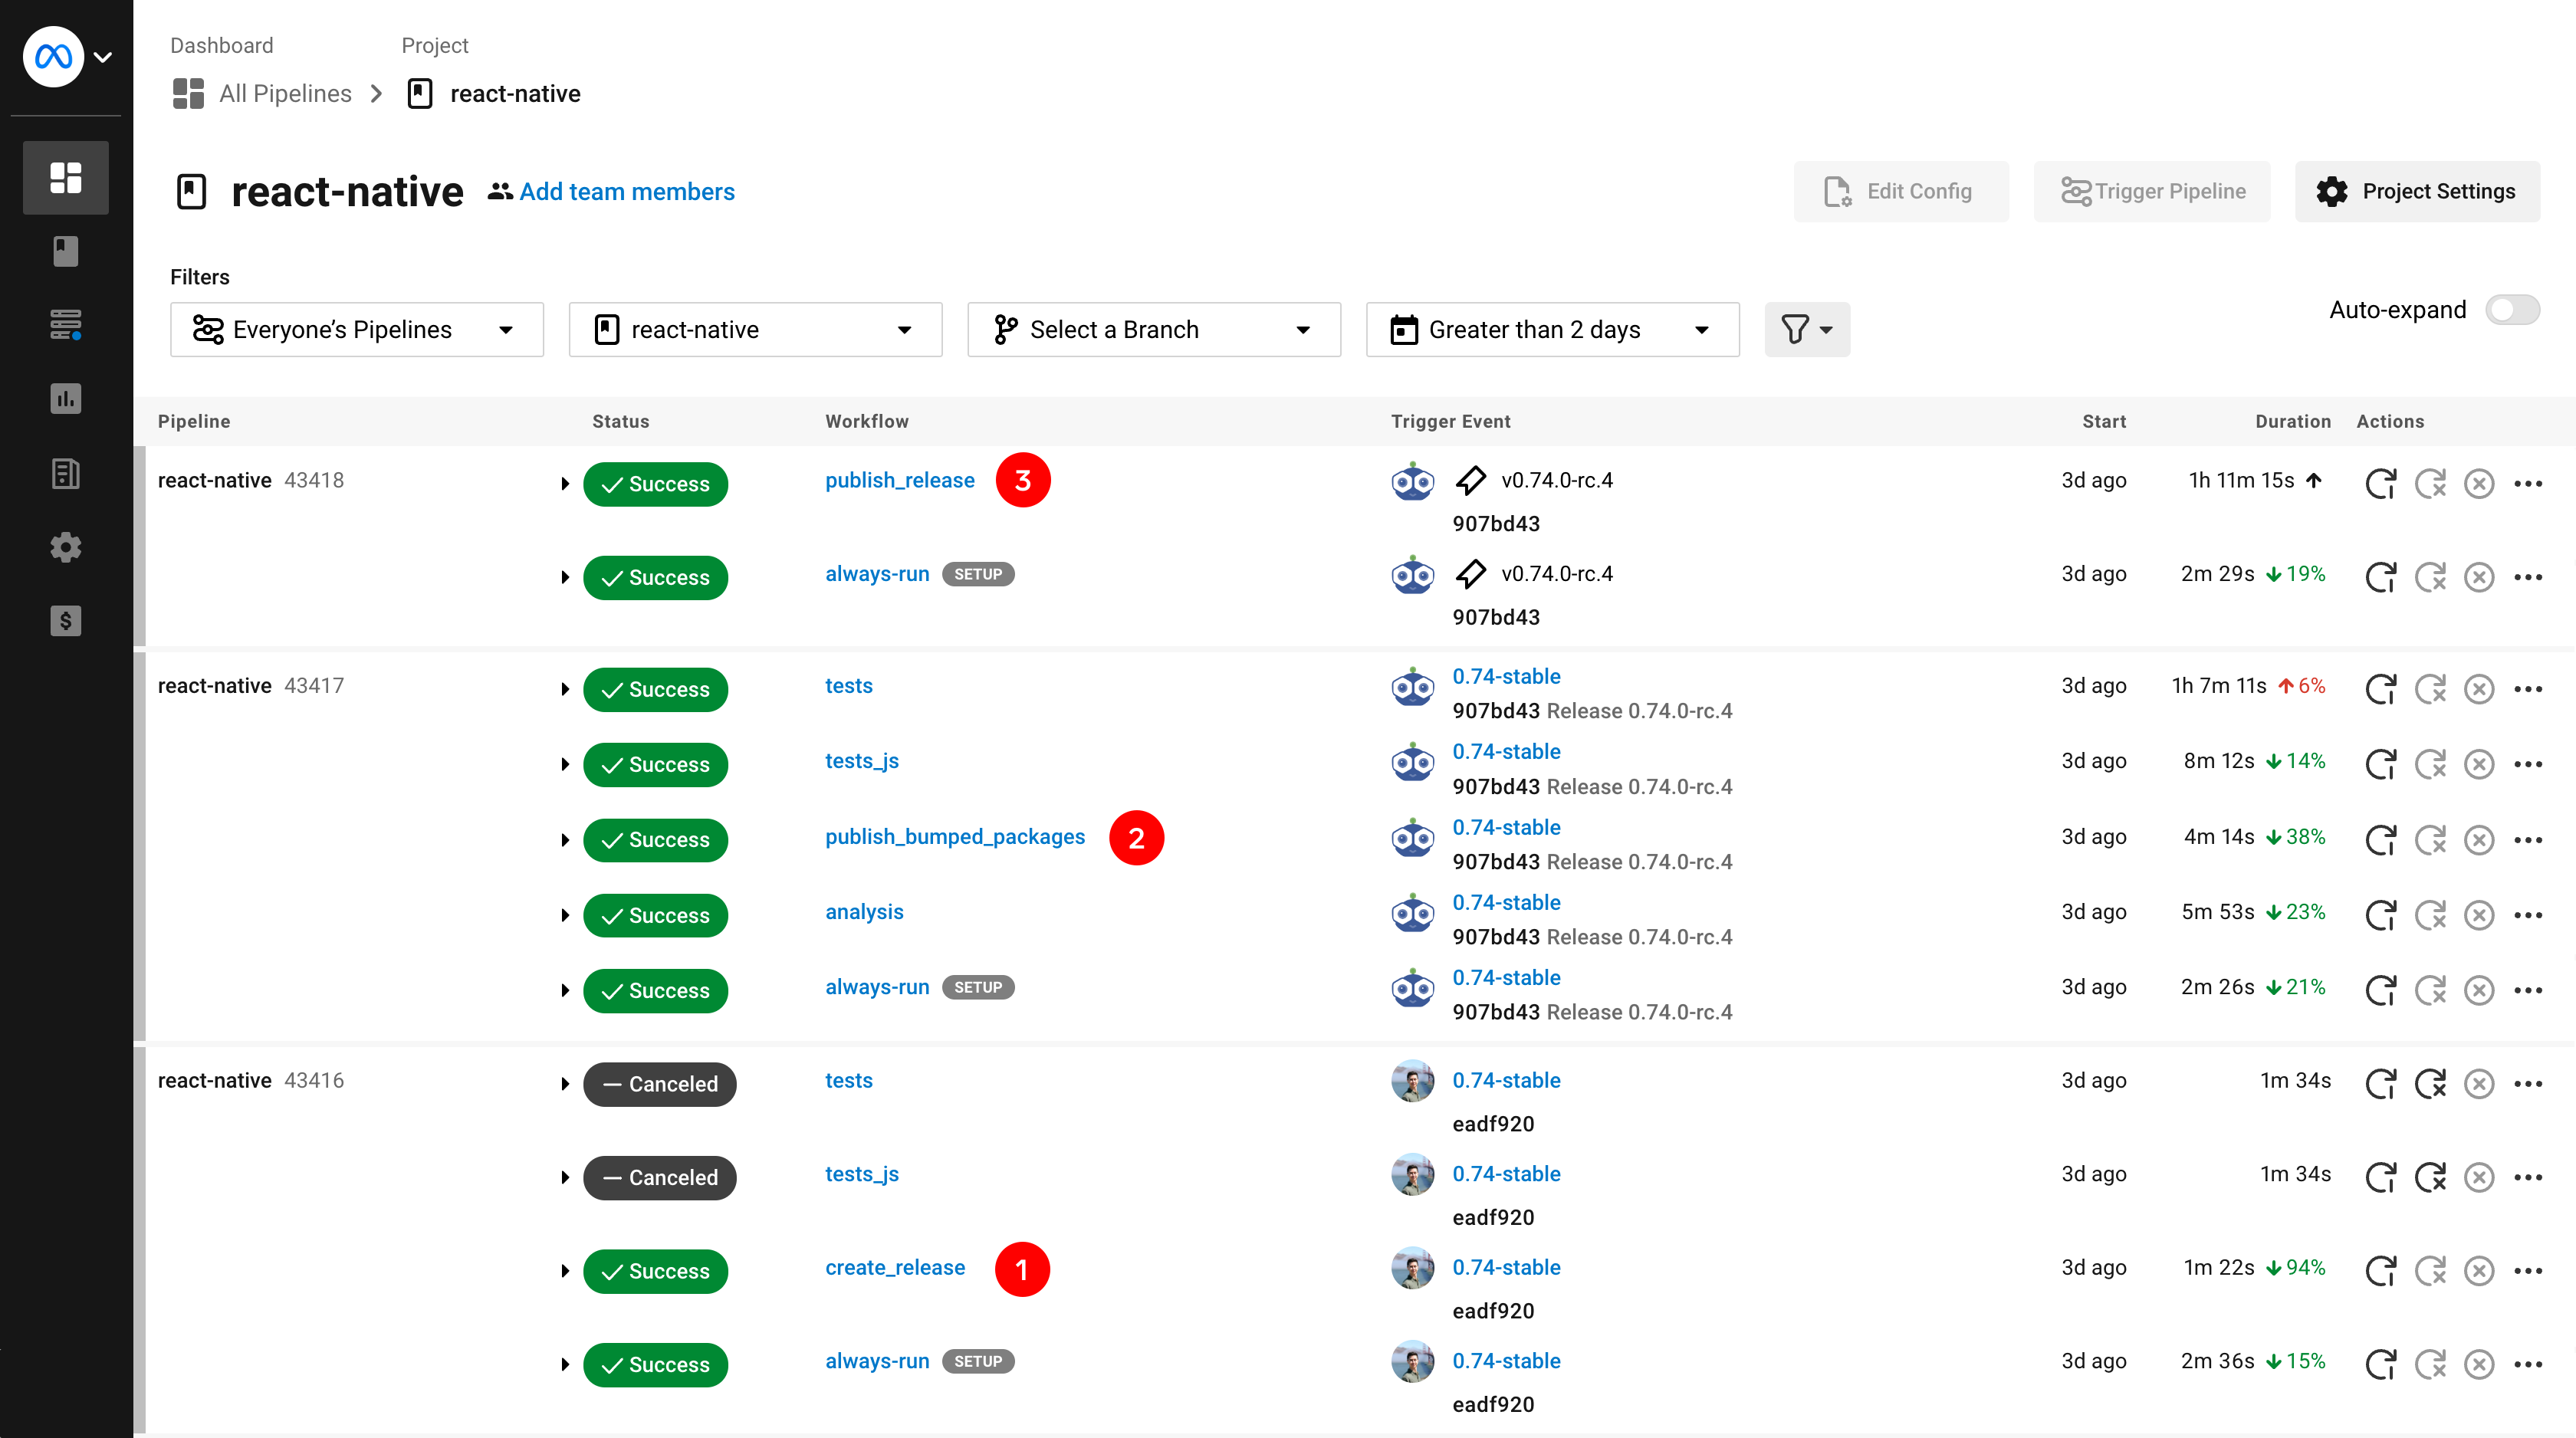 Dashboard Project
All Pipelines react-native
react-native Add team members Edit Config Trigger Pipeline Project Settings
Filters
Everyone’s Pipelines react-native Select a Branch Greater than 2 days Auto-expand
Pipeline Status Workflow Trigger Event Start Duration Actions
react-native 43418 Success publish_release 3 v0.74.0-rc.4 3d ago 1h 11m 15s
907bd43
Success always-run SETUP v0.74.0-rc.4 3d ago 2m 29s 19%
907bd43
react-native 43417 Success tests 0.74-stable 3d ago 1h 7m 11s 6%
907bd43 Release 0.74.0-rc.4
Success tests_js 0.74-stable 3d ago 8m 12s 14%
907bd43 Release 0.74.0-rc.4
Success publish_bumped_packages 2 0.74-stable 3d ago 4m 14s 38%
907bd43 Release 0.74.0-rc.4
Success analysis 0.74-stable 3d ago 5m 53s 23%
907bd43 Release 0.74.0-rc.4
Success always-run SETUP 0.74-stable 3d ago 2m 26s 21%
907bd43 Release 0.74.0-rc.4
react-native 43416 Canceled tests 0.74-stable 3d ago 1m 34s
eadf920
Canceled tests_js 0.74-stable 3d ago 1m 34s
eadf920
Success create_release 1 0.74-stable 3d ago 1m 22s 94%
eadf920
Success always-run SETUP 0.74-stable 3d ago 2m 36s 15%
eadf920